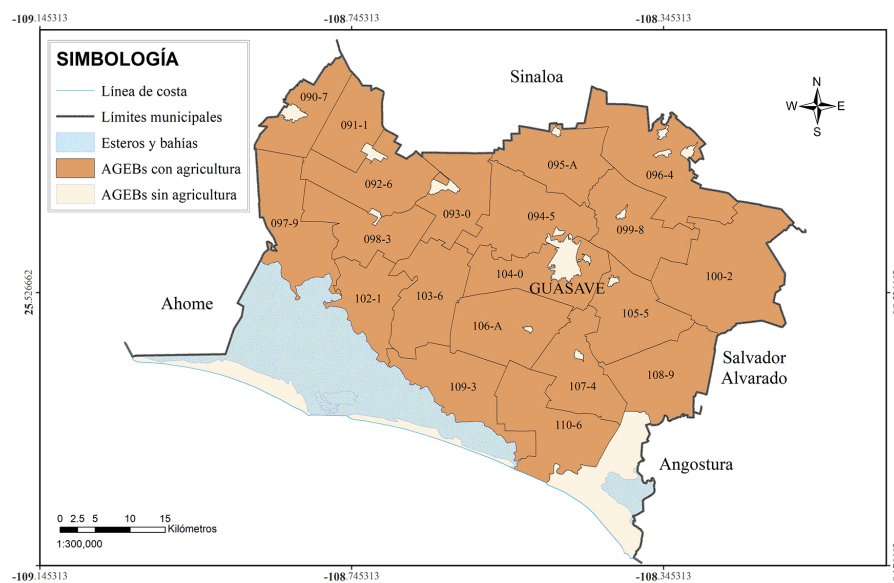 -109.145313
-108.745313
-108.345313
SIMBOLOGÍA
Línea de costa
Límites municipales
Esteros y bahías
AGEBs con agricultura
AGEBs sin agricultura
Sinaloa
N
W E
S
090-7
091-1
095-A
096-4
092-6
093-0
094-5
097-9
098-3
099-8
104-0
100-2
GUASAVE
102-1
103-6
105-5
106-A
Ahome
25.526662
Salvador
Alvarado
109-3
107-4
108-9
110-6
Angostura
0 2.5 5 10 15
Kilómetros
1:300,000
-109.145313
-108.745313
-108.345313